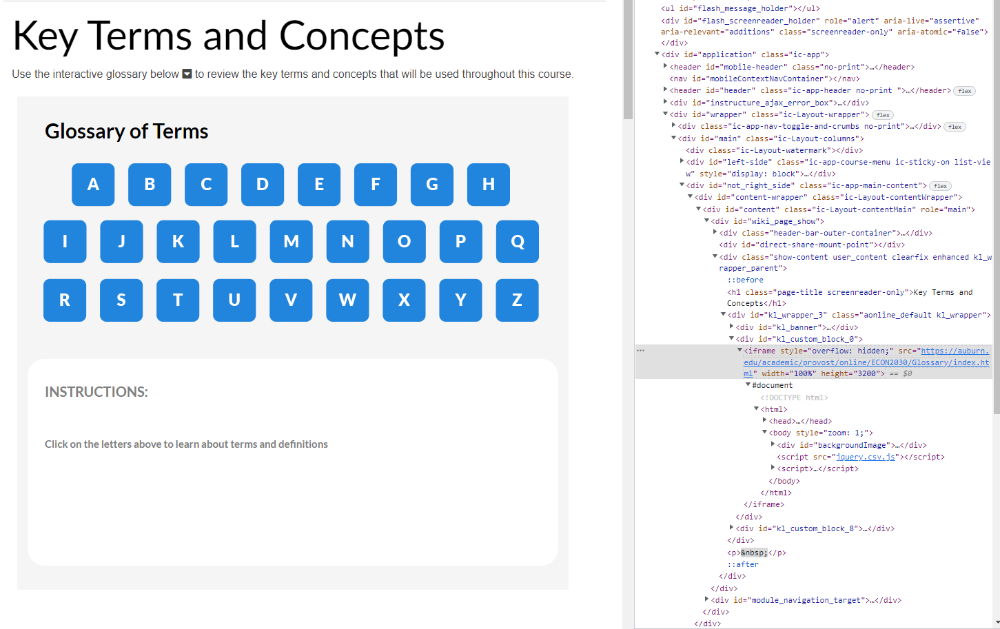 Key Terms and Concepts
Use the interactive glossary below to review the key terms and concepts that will be used throughout this course.
Glossary of Terms
A B C D E F G H
I J K L M N O P Q
R S T U V W X Y Z
INSTRUCTIONS:
Click on the letters above to learn about terms and definitions
<ul id="flash_message_holder"></ul>
<div id="flash_screenreader_holder" role="alert" aria-live="assertive"
aria-relevant="additions" class="screenreader-only" aria-atomic="false">
</div>
<div id="application" class="ic-app">
<header id="mobile-header" class="no-print">…</header>
<nav id="mobileContextNavContainer"></nav>
<header id="header" class="ic-app-header no-print ">…</header> flex
<div id="instructure_ajax_error_box">…</div>
<div id="wrapper" class="ic-Layout-wrapper"> flex
<div class="ic-app-nav-toggle-and-crumbs no-print">…</div> flex
<div id="main" class="ic-Layout-columns">
<div class="ic-Layout-watermark"></div>
<div id="left-side" class="ic-app-course-menu ic-sticky-on list-vie
w" style="display: block">…</div>
<div id="not_right_side" class="ic-app-main-content"> flex
<div id="content-wrapper" class="ic-Layout-contentWrapper">
<div id="content" class="ic-Layout-contentMain" role="main">
<div id="wiki_page_show">
<div class="header-bar-outer-container">…</div>
<div id="direct-share-mount-point"></div>
<div class="show-content user_content clearfix enhanced kl_w
rapper_parent">
::before
<h1 class="page-title screenreader-only">Key Terms and
Concepts</h1>
<div id="kl_wrapper_3" class="aonline_default kl_wrapper">
<div id="kl_banner">…</div>
<div id="kl_custom_block_0">
… <iframe style="overflow: hidden;" src="https://auburn.
edu/academic/provost/online/ECON2030/Glossary/index.ht
ml" width="100%" height="3200"> == $0
#document
<!DOCTYPE html>
<html>
<head>…</head>
<body style="zoom: 1;">
<div id="backgroundImage">…</div>
<script src="jquery.csv.js"></script>
<script>…</script>
</body>
</html>
</iframe>
</div>
<div id="kl_custom_block_8">…</div>
</div>
<p>&nbsp;</p>
::after
</div>
</div>
<div id="module_navigation_target">…</div>
</div>
</div>